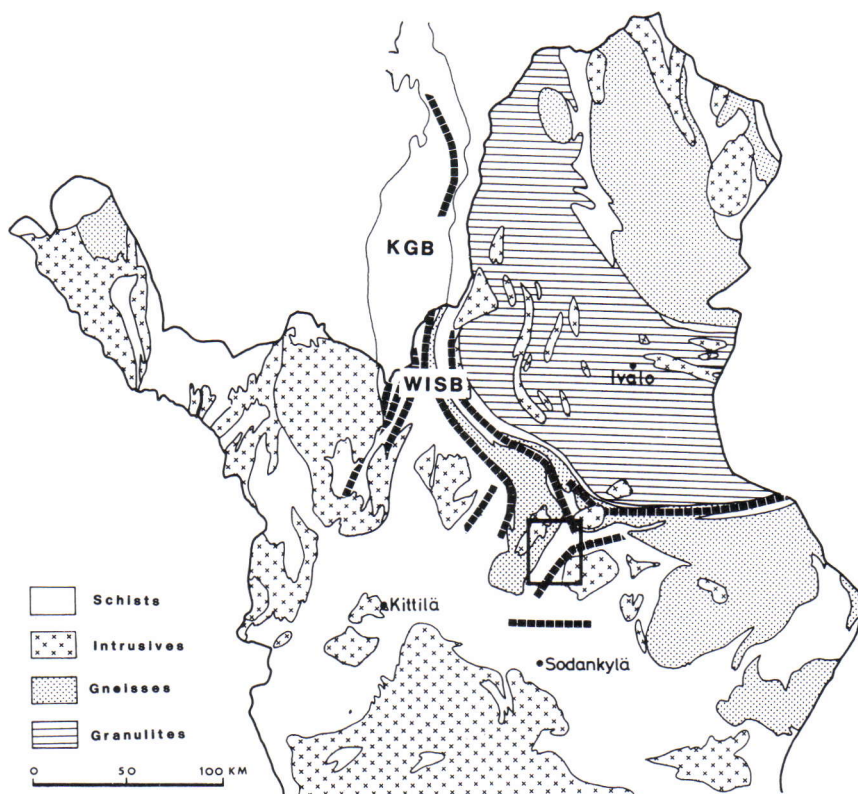 KGB
WISB
Ivalo
Kittilä
Sodankylä
Schists
Intrusives
Gneisses
Granulites
0 50 100 KM